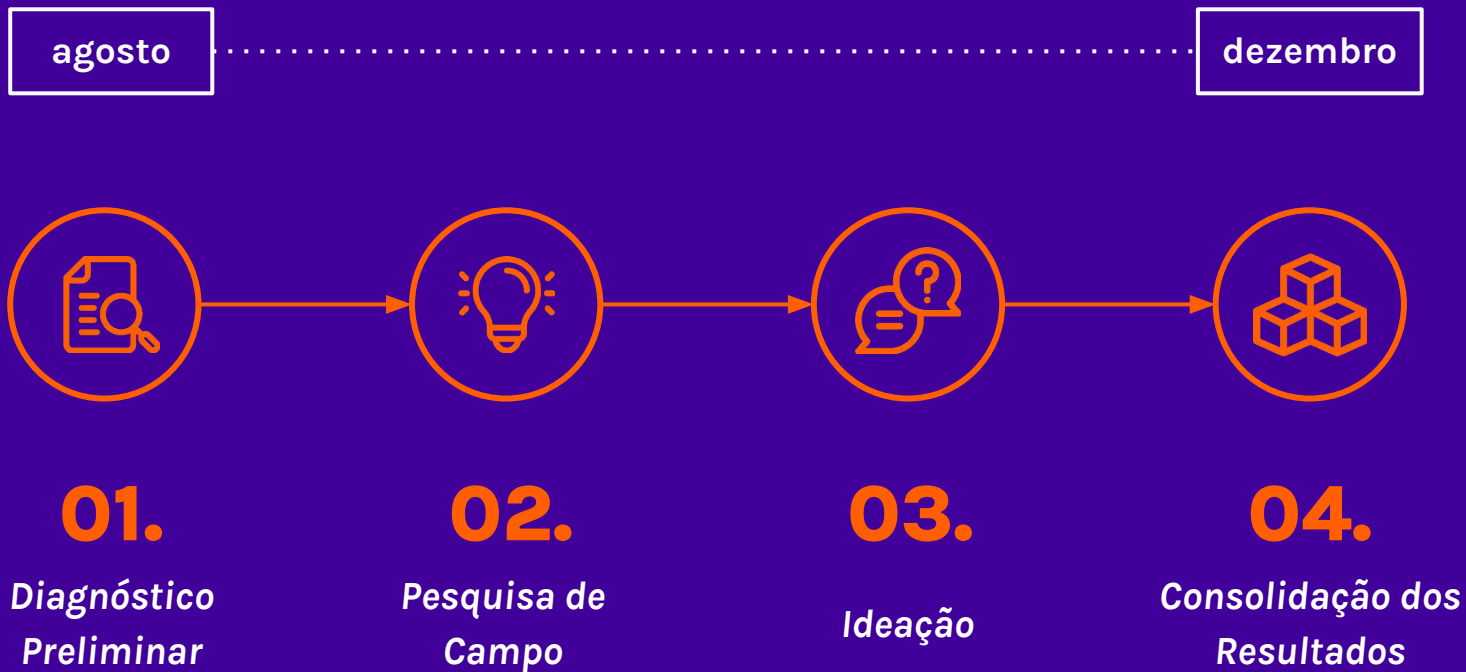 agosto
dezembro
01.
Diagnóstico
Preliminar
02.
Pesquisa de
Campo
03.
Ideação
04.
Consolidação dos
Resultados